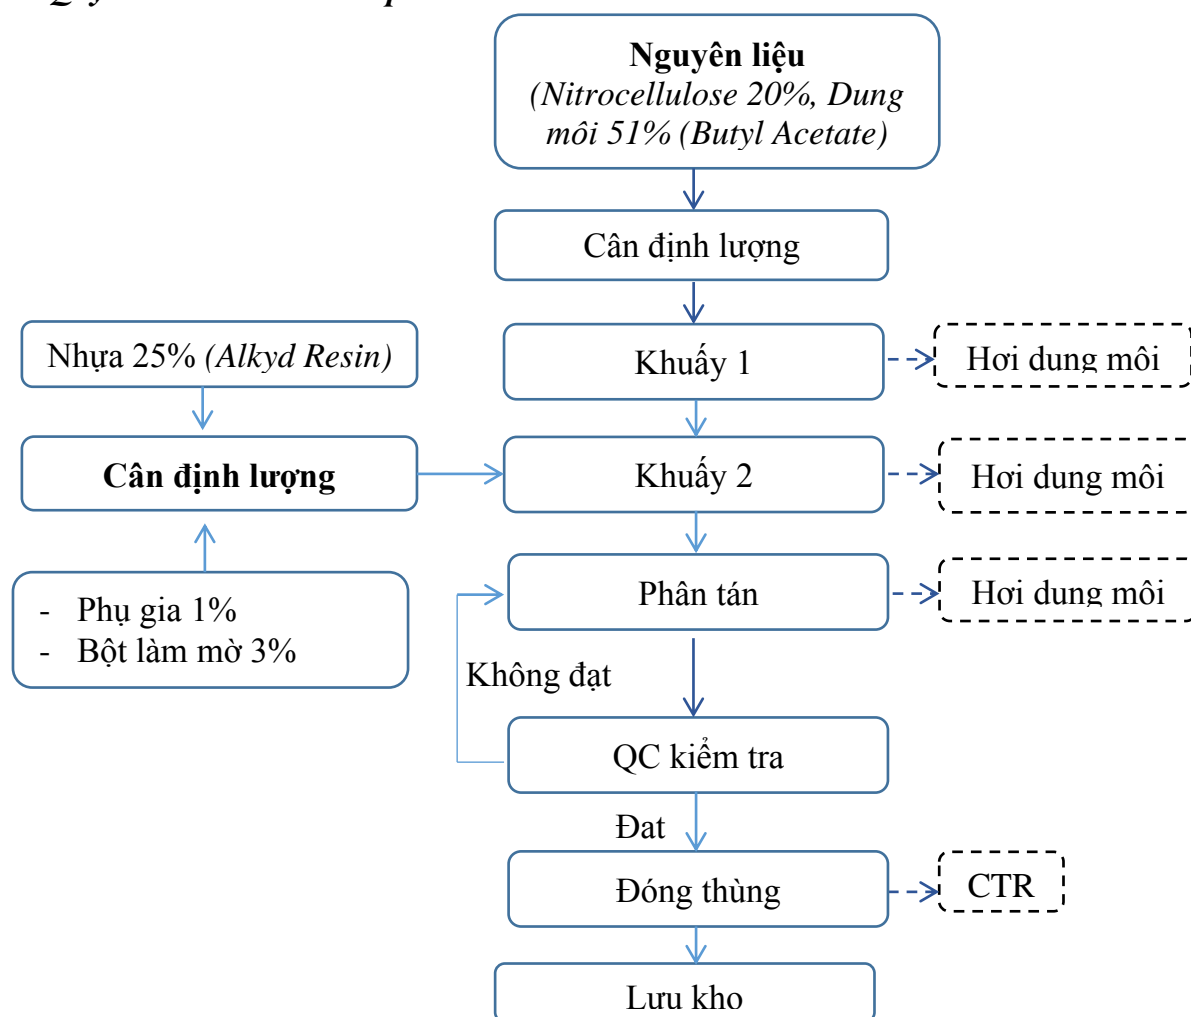 Nguyên liệu
(Nitrocellulose 20%, Dung
môi 51% (Butyl Acetate)
Cân định lượng
Nhựa 25% (Alkyd Resin)
Khuấy 1
Hơi dung môi
Cân định lượng
Khuấy 2
Hơi dung môi
- Phụ gia 1%
- Bột làm mờ 3%
Phân tán
Hơi dung môi
Không đạt
QC kiểm tra
Đat
Đóng thùng
CTR
Lưu kho